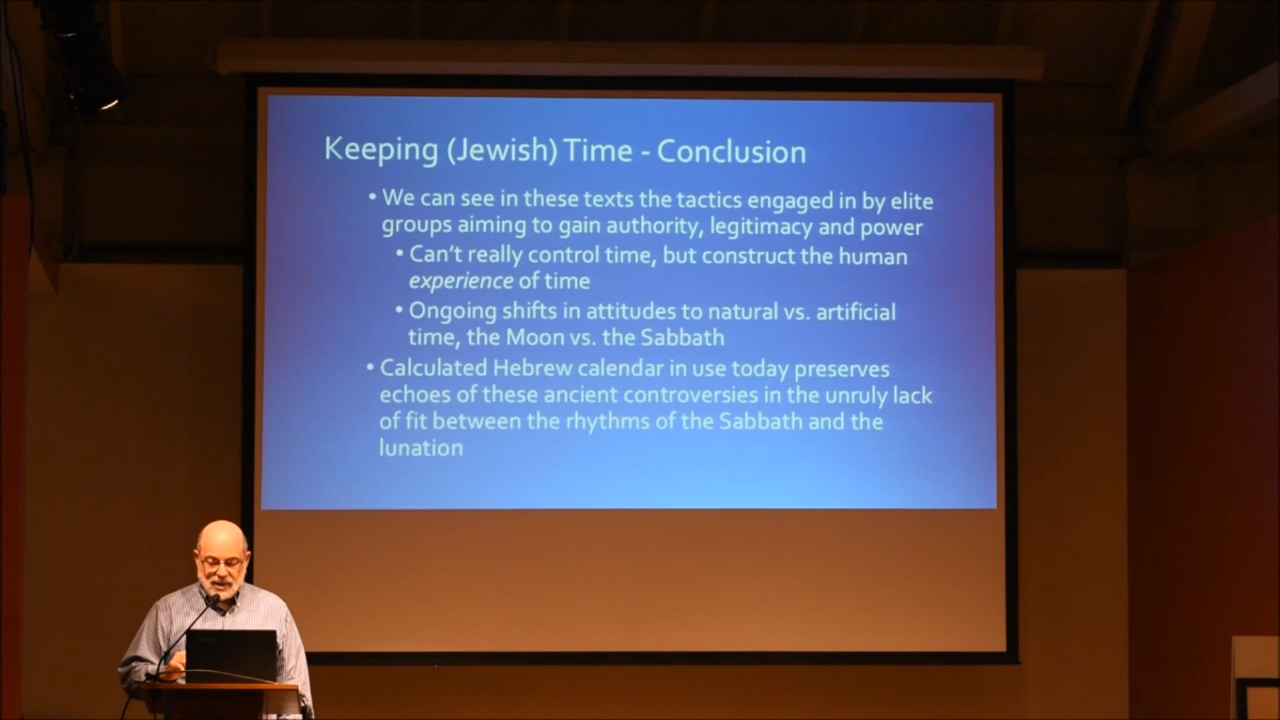 Keeping (Jewish) Time - Conclusion
• We can see in these texts the tactics engaged in by elite
groups aiming to gain authority, legitimacy and power
• Can't really control time, but construct the human
experience of time
• Ongoing shifts in attitudes to natural vs. artificial
time, the Moon vs. the Sabbath
• Calculated Hebrew calendar in use today preserves
echoes of these ancient controversies in the unruly lack
of fit between the rhythms of the Sabbath and the
lunation